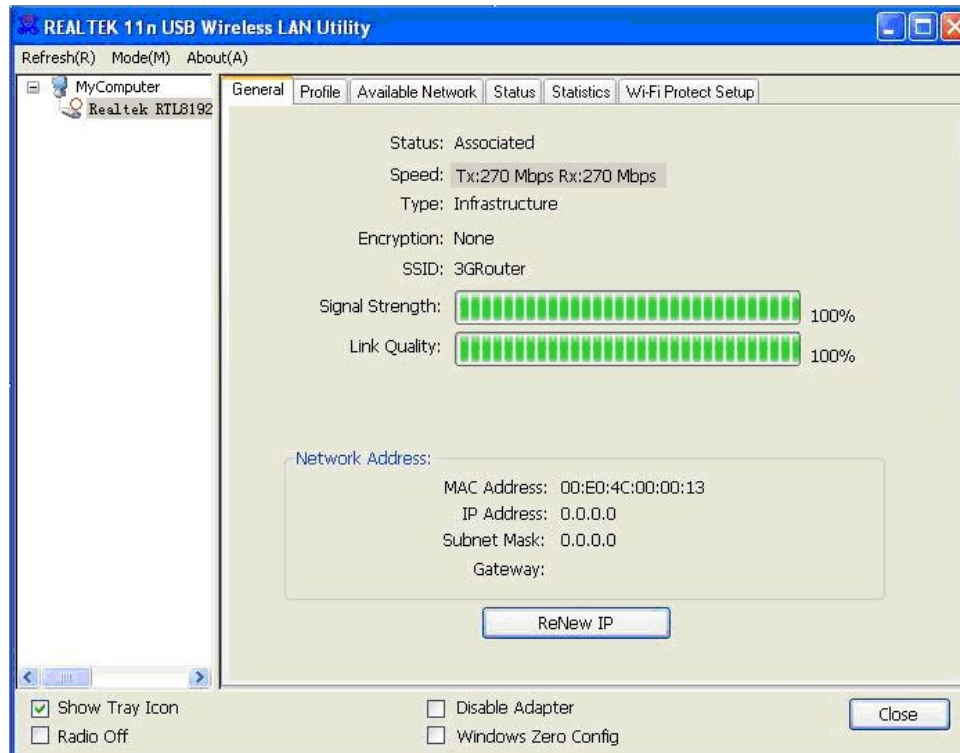 REALTEK 11n USB Wireless LAN Utility
Refresh(R) Mode(M) About(A)
MyComputer
Realtek RTL8192
General Profile Available Network Status Statistics Wi-Fi Protect Setup
Status: Associated
Speed: Tx:270 Mbps Rx:270 Mbps
Type: Infrastructure
Encryption: None
SSID: 3GRouter
Signal Strength: 100%
Link Quality: 100%
Network Address:
MAC Address: 00:E0:4C:00:00:13
IP Address: 0.0.0.0
Subnet Mask: 0.0.0.0
Gateway:
ReNew IP
Show Tray Icon
Radio Off
Disable Adapter
Windows Zero Config
Close